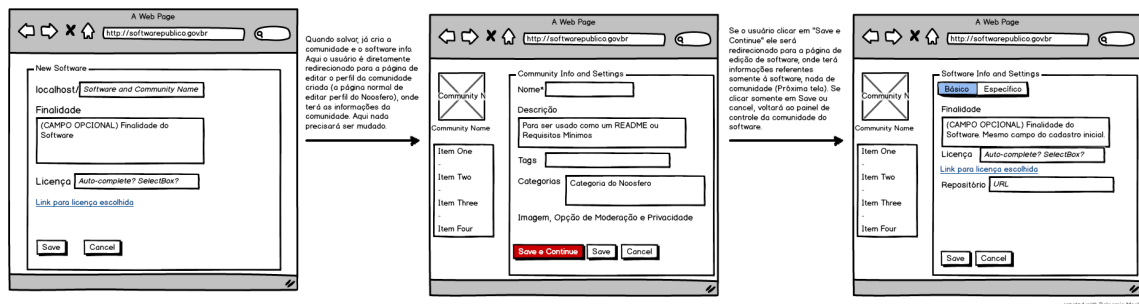 A Web Page
http://softwarepublico.govbr
New Software
localhost/ Software and Community Name
Finalidade
(CAMPO OPCIONAL) Finalidade do
Software
Licença Auto-complete? SelectBox?
Link para licença escolhida
Save Cancel
Quando salvar, já cria a
comunidade e o software info.
Aqui o usuário é diretamente
redirecionado para a página de
editar o perfil da comunidade
criada (a página normal de
editar perfil do Noosfero), onde
terá as informações da
comunidade. Aqui nada
precisará ser mudado.
A Web Page
http://softwarepublico.govbr
Community N
Community Name
Item One
-
Item Two
-
Item Three
-
Item Four
Community Info and Settings
Nome*
Descrição
Para ser usado como um README ou
Requisitos Mínimos
Tags
Categorias Categoria do Noosfero
Imagem, Opção de Moderação e Privacidade
Save e Continue Save Cancel
Se o usuário clicar em "Save e
Continue" ele será
redirecionado para a página de
edição de software, onde terá
informações referentes
somente à software, nada de
comunidade (Próxima tela). Se
clicar somente em Save ou
cancel, voltará ao painel de
controle da comunidade do
software.
A Web Page
http://softwarepublico.govbr
Community N
Community Name
Item One
-
Item Two
-
Item Three
-
Item Four
Software Info and Settings
Básico Específico
Finalidade
(CAMPO OPCIONAL) Finalidade do
Software. Mesmo campo do cadastro inicial.
Licença Auto-complete? SelectBox?
Link para licença escolhida
Repositório URL
Save Cancel